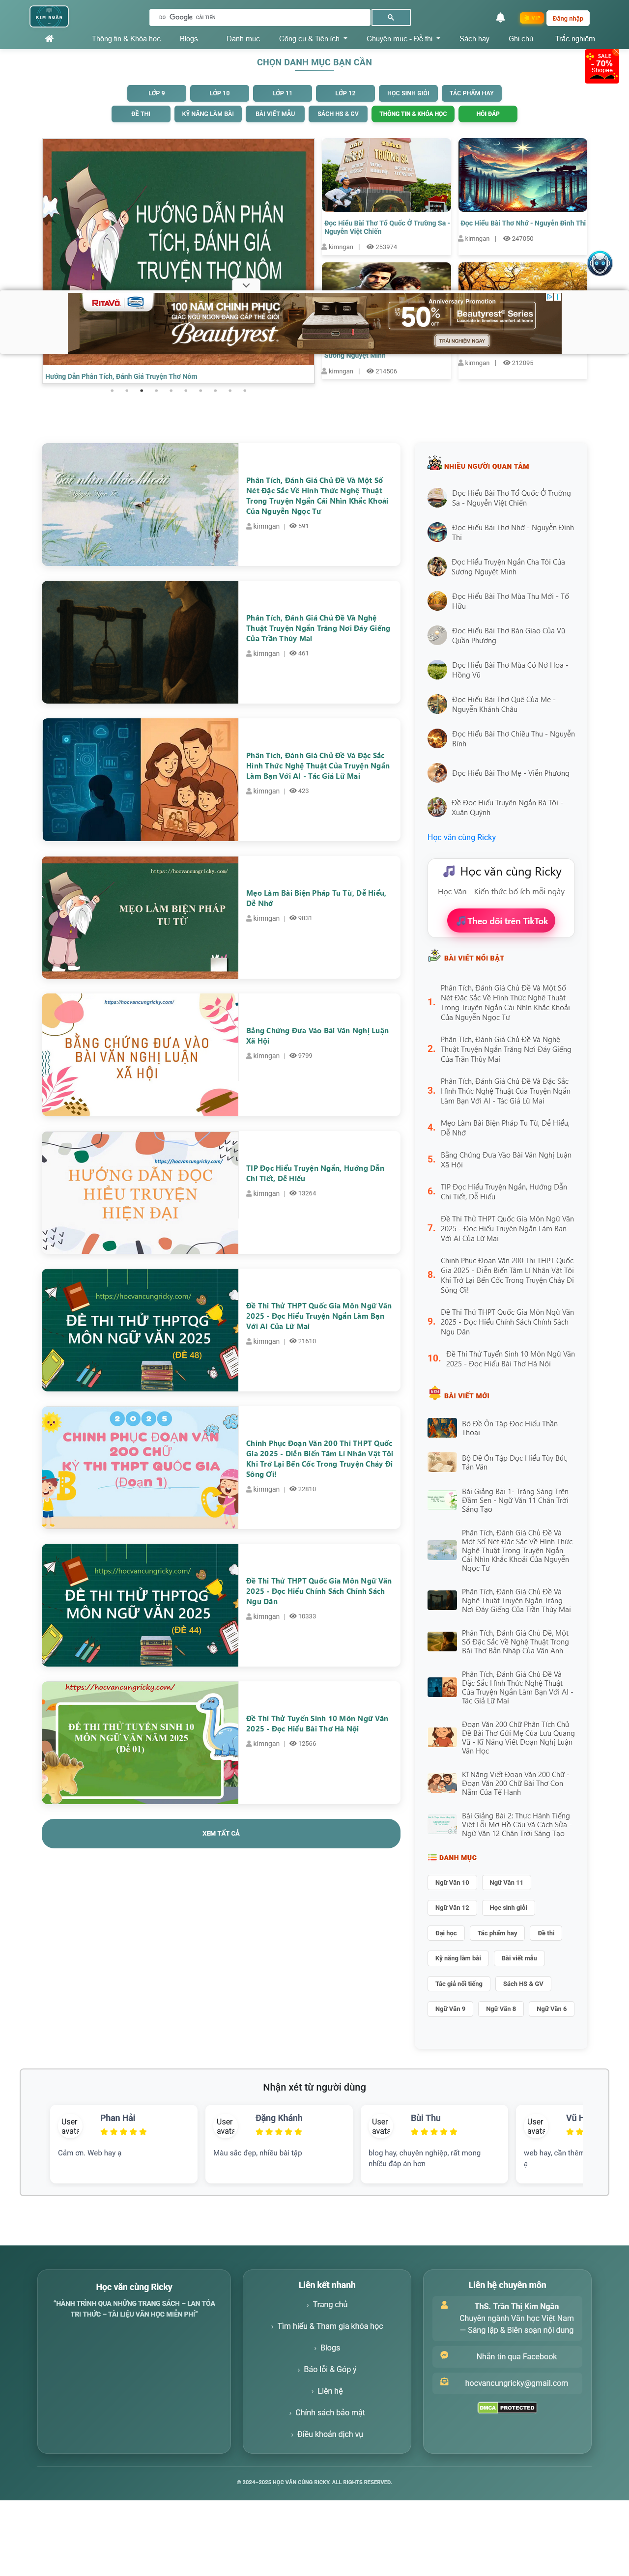 KIM NGÂN
DO Google CẢI TIẾN
Đăng nhập
Thông tin & Khóa học
Blogs
Danh mục
Công cụ & Tiện ích
Chuyên mục - Đề thi
Sách hay
Ghi chú
Trắc nghiệm
CHỌN DANH MỤC BẠN CẦN
SALE
- 70%
Shopee
LỚP 9
LỚP 10
LỚP 11
LỚP 12
HỌC SINH GIỎI
TÁC PHẨM HAY
ĐỀ THI
KỸ NĂNG LÀM BÀI
BÀI VIẾT MẪU
SÁCH HS & GV
THÔNG TIN & KHÓA HỌC
HỎI ĐÁP
HƯỚNG DẪN PHÂN
TÍCH, ĐÁNH GIÁ
TRUYỆN THƠ NÔM
Hướng Dẫn Phân Tích, Đánh Giá Truyện Thơ Nôm
TRƯỜNG SA
Đọc Hiểu Bài Thơ Tổ Quốc Ở Trường Sa -
Nguyễn Việt Chiến
kimngan | 253974
Đọc Hiểu Bài Thơ Nhớ - Nguyễn Đình Thi
kimngan | 247050
Sương Nguyệt Minh
kimngan | 214506
kimngan | 212095
RITAVÕ
Simmons
100 NĂM CHINH PHỤC
GIẤC NGỦ ĐẲNG CẤP
Beautyrest
Anniversary Promotion
50% OFF
Beautyrest Series
Luxuriate in endless comfort at home
TRẢI NGHIỆM NGAY
Cái nhìn khắc khoải
Phân Tích, Đánh Giá Chủ Đề Và Một Số
Nét Đặc Sắc Về Hình Thức Nghệ Thuật
Trong Truyện Ngắn Cái Nhìn Khắc Khoải
Của Nguyễn Ngọc Tư
kimngan | 591
Phân Tích, Đánh Giá Chủ Đề Và Nghệ
Thuật Truyện Ngắn Trăng Nơi Đáy Giếng
Của Trần Thùy Mai
kimngan | 461
Phân Tích, Đánh Giá Chủ Đề Và Đặc Sắc
Hình Thức Nghệ Thuật Của Truyện Ngắn
Làm Bạn Với AI - Tác Giả Lữ Mai
kimngan | 423
https://hocvancungricky.com/
MẸO LÀM BIỆN PHÁP
TU TỪ
Mẹo Làm Bài Biện Pháp Tu Từ, Dễ Hiểu,
Dễ Nhớ
kimngan | 9831
https://hocvancungricky.com/
BẰNG CHỨNG ĐƯA VÀO
BÀI VĂN NGHỊ LUẬN
XÃ HỘI
Bằng Chứng Đưa Vào Bài Văn Nghị Luận
Xã Hội
kimngan | 9799
https://hocvancungricky.com/
HƯỚNG DẪN ĐỌC
HIỂU TRUYỆN
HIỆN ĐẠI
TIP Đọc Hiểu Truyện Ngắn, Hướng Dẫn
Chi Tiết, Dễ Hiểu
kimngan | 13264
https://hocvancungricky.com/
ĐỀ THI THỬ THPTQG
MÔN NGỮ VĂN 2025
(ĐỀ 48)
Đề Thi Thử THPT Quốc Gia Môn Ngữ Văn
2025 - Đọc Hiểu Truyện Ngắn Làm Bạn
Với AI Của Lữ Mai
kimngan | 21610
2025
CHINH PHỤC ĐOẠN VĂN
200 CHỮ
KỲ THI THPT QUỐC GIA
(Đoạn 1)
Chinh Phục Đoạn Văn 200 Thi THPT Quốc
Gia 2025 - Diễn Biến Tâm Lí Nhân Vật Tôi
Khi Trở Lại Bến Cốc Trong Truyện Chảy Đi
Sông Ơi!
kimngan | 22810
https://hocvancungricky.com/
ĐỀ THI THỬ THPTQG
MÔN NGỮ VĂN 2025
(ĐỀ 44)
Đề Thi Thử THPT Quốc Gia Môn Ngữ Văn
2025 - Đọc Hiểu Chính Sách Chính Sách
Ngu Dân
kimngan | 10333
https://hocvancungricky.com/
ĐỀ THI THỬ TUYỂN SINH 10
MÔN NGỮ VĂN NĂM 2025
(Đề 01)
Đề Thi Thử Tuyển Sinh 10 Môn Ngữ Văn
2025 - Đọc Hiểu Bài Thơ Hà Nội
kimngan | 12566
XEM TẤT CẢ
NHIỀU NGƯỜI QUAN TÂM
Đọc Hiểu Bài Thơ Tổ Quốc Ở Trường
Sa - Nguyễn Việt Chiến
Đọc Hiểu Bài Thơ Nhớ - Nguyễn Đình
Thi
Đọc Hiểu Truyện Ngắn Cha Tôi Của
Sương Nguyệt Minh
Đọc Hiểu Bài Thơ Mùa Thu Mới - Tố
Hữu
Đọc Hiểu Bài Thơ Bàn Giao Của Vũ
Quần Phương
Đọc Hiểu Bài Thơ Mùa Cỏ Nở Hoa -
Hồng Vũ
Đọc Hiểu Bài Thơ Quê Của Mẹ -
Nguyễn Khánh Châu
Đọc Hiểu Bài Thơ Chiều Thu - Nguyễn
Bính
Đọc Hiểu Bài Thơ Mẹ - Viễn Phương
Đề Đọc Hiểu Truyện Ngắn Bà Tôi -
Xuân Quỳnh
Học văn cùng Ricky
Học văn cùng Ricky
Học Văn - Kiến thức bổ ích mỗi ngày
Theo dõi trên TikTok
BÀI VIẾT NỔI BẬT
1. Phân Tích, Đánh Giá Chủ Đề Và Một Số
Nét Đặc Sắc Về Hình Thức Nghệ Thuật
Trong Truyện Ngắn Cái Nhìn Khắc Khoải
Của Nguyễn Ngọc Tư
2. Phân Tích, Đánh Giá Chủ Đề Và Nghệ
Thuật Truyện Ngắn Trăng Nơi Đáy Giếng
Của Trần Thùy Mai
3. Phân Tích, Đánh Giá Chủ Đề Và Đặc Sắc
Hình Thức Nghệ Thuật Của Truyện Ngắn
Làm Bạn Với AI - Tác Giả Lữ Mai
4. Mẹo Làm Bài Biện Pháp Tu Từ, Dễ Hiểu,
Dễ Nhớ
5. Bằng Chứng Đưa Vào Bài Văn Nghị Luận
Xã Hội
6. TIP Đọc Hiểu Truyện Ngắn, Hướng Dẫn
Chi Tiết, Dễ Hiểu
7. Đề Thi Thử THPT Quốc Gia Môn Ngữ Văn
2025 - Đọc Hiểu Truyện Ngắn Làm Bạn
Với AI Của Lữ Mai
8. Chinh Phục Đoạn Văn 200 Thi THPT Quốc
Gia 2025 - Diễn Biến Tâm Lí Nhân Vật Tôi
Khi Trở Lại Bến Cốc Trong Truyện Chảy Đi
Sông Ơi!
9. Đề Thi Thử THPT Quốc Gia Môn Ngữ Văn
2025 - Đọc Hiểu Chính Sách Chính Sách
Ngu Dân
10. Đề Thi Thử Tuyển Sinh 10 Môn Ngữ Văn
2025 - Đọc Hiểu Bài Thơ Hà Nội
BÀI VIẾT MỚI
Bộ Đề Ôn Tập Đọc Hiểu Thần
Thoại
Bộ Đề Ôn Tập Đọc Hiểu Tùy Bút,
Tản Văn
Bài Giảng Bài 1- Trăng Sáng Trên
Đầm Sen - Ngữ Văn 11 Chân Trời
Sáng Tạo
Phân Tích, Đánh Giá Chủ Đề Và
Một Số Nét Đặc Sắc Về Hình Thức
Nghệ Thuật Trong Truyện Ngắn
Cái Nhìn Khắc Khoải Của Nguyễn
Ngọc Tư
Phân Tích, Đánh Giá Chủ Đề Và
Nghệ Thuật Truyện Ngắn Trăng
Nơi Đáy Giếng Của Trần Thùy Mai
Phân Tích, Đánh Giá Chủ Đề, Một
Số Đặc Sắc Về Nghệ Thuật Trong
Bài Thơ Bản Nháp Của Vân Anh
Phân Tích, Đánh Giá Chủ Đề Và
Đặc Sắc Hình Thức Nghệ Thuật
Của Truyện Ngắn Làm Bạn Với AI -
Tác Giả Lữ Mai
Đoạn Văn 200 Chữ Phân Tích Chủ
Đề Bài Thơ Gửi Mẹ Của Lưu Quang
Vũ - Kĩ Năng Viết Đoạn Nghị Luận
Văn Học
Kĩ Năng Viết Đoạn Văn 200 Chữ -
Đoạn Văn 200 Chữ Bài Thơ Con
Nắm Của Tế Hanh
Bài Giảng Bài 2: Thực Hành Tiếng
Việt Lỗi Mơ Hồ Câu Và Cách Sửa -
Ngữ Văn 12 Chân Trời Sáng Tạo
DANH MỤC
Ngữ Văn 10
Ngữ Văn 11
Ngữ Văn 12
Học sinh giỏi
Đại học
Tác phẩm hay
Đề thi
Kỹ năng làm bài
Bài viết mẫu
Tác giả nổi tiếng
Sách HS & GV
Ngữ Văn 9
Ngữ Văn 8
Ngữ Văn 6
Nhận xét từ người dùng
User avata
Phan Hải
Cảm ơn. Web hay ạ
User avata
Đặng Khánh
Màu sắc đẹp, nhiều bài tập
User avata
Bùi Thu
blog hay, chuyên nghiệp, rất mong
nhiều đáp án hơn
User avata
Vũ H
web hay, cần thêm
ạ
Học văn cùng Ricky
"HÀNH TRÌNH QUA NHỮNG TRANG SÁCH – LAN TỎA
TRI THỨC – TÀI LIỆU VĂN HỌC MIỄN PHÍ"
Liên kết nhanh
› Trang chủ
› Tìm hiểu & Tham gia khóa học
› Blogs
› Báo lỗi & Góp ý
› Liên hệ
› Chính sách bảo mật
› Điều khoản dịch vụ
Liên hệ chuyên môn
ThS. Trần Thị Kim Ngân
Chuyên ngành Văn học Việt Nam
— Sáng lập & Biên soạn nội dung
Nhắn tin qua Facebook
hocvancungricky@gmail.com
DMCA PROTECTED
© 2024–2025 HỌC VĂN CÙNG RICKY. ALL RIGHTS RESERVED.